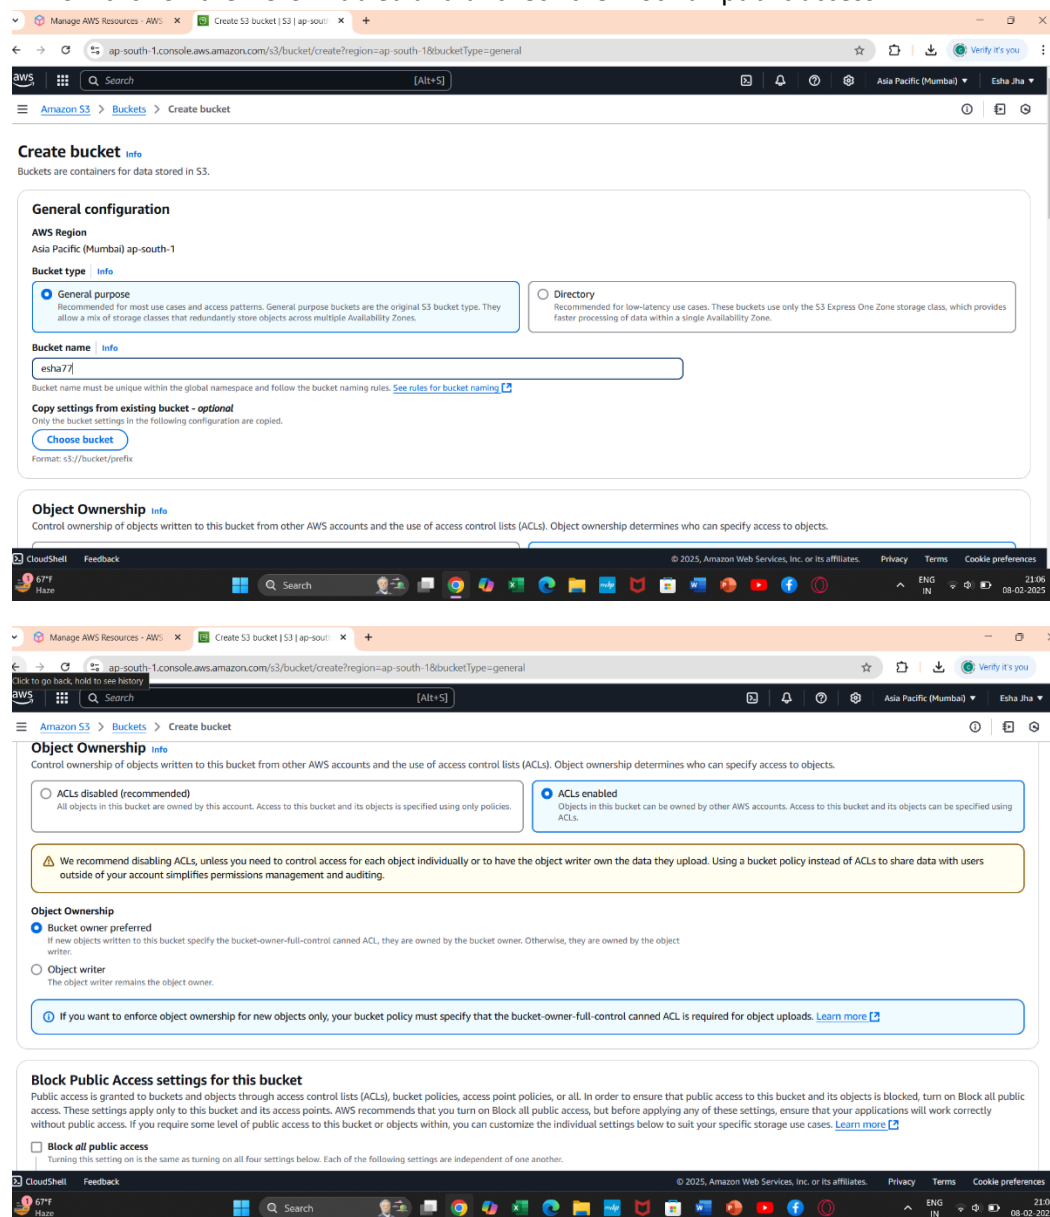 Manage AWS Resources - AWS
Create S3 bucket | S3 | ap-south
ap-south-1.console.aws.amazon.com/s3/bucket/create?region=ap-south-1&bucketType=general
Verify it's you
aws
Search
[Alt+S]
Asia Pacific (Mumbai)
Esha Jha
Amazon S3 > Buckets > Create bucket
Create bucket Info
Buckets are containers for data stored in S3.
General configuration
AWS Region
Asia Pacific (Mumbai) ap-south-1
Bucket type Info
General purpose
Recommended for most use cases and access patterns. General purpose buckets are the original S3 bucket type. They
allow a mix of storage classes that redundantly store objects across multiple Availability Zones.
Directory
Recommended for low-latency use cases. These buckets use only the S3 Express One Zone storage class, which provides
faster processing of data within a single Availability Zone.
Bucket name Info
esha77
Bucket name must be unique within the global namespace and follow the bucket naming rules. See rules for bucket naming
Copy settings from existing bucket - optional
Only the bucket settings in the following configuration are copied.
Choose bucket
Format: s3://bucket/prefix
Object Ownership Info
Control ownership of objects written to this bucket from other AWS accounts and the use of access control lists (ACLs). Object ownership determines who can specify access to objects.
CloudShell Feedback
© 2025, Amazon Web Services, Inc. or its affiliates. Privacy Terms Cookie preferences
1
67°F
Haze
Search
ENG
IN
21:06
08-02-2025
Manage AWS Resources - AWS
Create S3 bucket | S3 | ap-south
ap-south-1.console.aws.amazon.com/s3/bucket/create?region=ap-south-1&bucketType=general
Verify it's you
Click to go back, hold to see history
aws
Search
[Alt+S]
Asia Pacific (Mumbai)
Esha Jha
Amazon S3 > Buckets > Create bucket
Object Ownership Info
Control ownership of objects written to this bucket from other AWS accounts and the use of access control lists (ACLs). Object ownership determines who can specify access to objects.
ACLs disabled (recommended)
All objects in this bucket are owned by this account. Access to this bucket and its objects is specified using only policies.
ACLs enabled
Objects in this bucket can be owned by other AWS accounts. Access to this bucket and its objects can be specified using
ACLs.
We recommend disabling ACLs, unless you need to control access for each object individually or to have the object writer own the data they upload. Using a bucket policy instead of ACLs to share data with users
outside of your account simplifies permissions management and auditing.
Object Ownership
Bucket owner preferred
If new objects written to this bucket specify the bucket-owner-full-control canned ACL, they are owned by the bucket owner. Otherwise, they are owned by the object
writer.
Object writer
The object writer remains the object owner.
If you want to enforce object ownership for new objects only, your bucket policy must specify that the bucket-owner-full-control canned ACL is required for object uploads. Learn more
Block Public Access settings for this bucket
Public access is granted to buckets and objects through access control lists (ACLs), bucket policies, access point policies, or all. In order to ensure that public access to this bucket and its objects is blocked, turn on Block all public
access. These settings apply only to this bucket and its access points. AWS recommends that you turn on Block all public access, but before applying any of these settings, ensure that your applications will work correctly
without public access. If you require some level of public access to this bucket or objects within, you can customize the individual settings below to suit your specific storage use cases. Learn more
Block all public access
Turning this setting on is the same as turning on all four settings below. Each of the following settings are independent of one another.
CloudShell Feedback
© 2025, Amazon Web Services, Inc. or its affiliates. Privacy Terms Cookie preferences
1
67°F
Haze
Search
ENG
IN
21:0
08-02-202